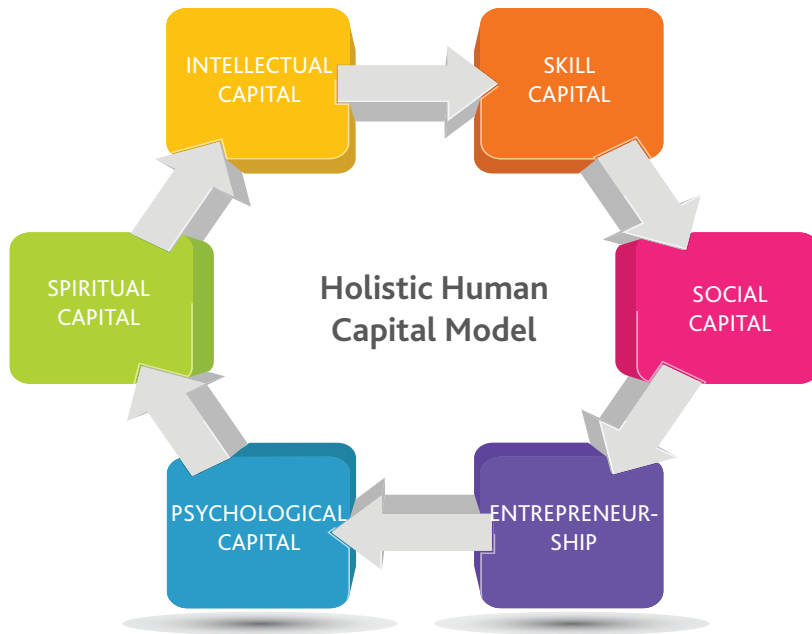 INTELLECTUAL
CAPITAL
SKILL
CAPITAL
SOCIAL
CAPITAL
ENTREPRENEUR-
SHIP
PSYCHOLOGICAL
CAPITAL
SPIRITUAL
CAPITAL
Holistic Human
Capital Model